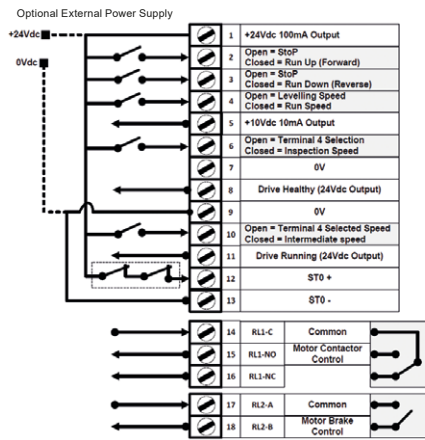 Optional External Power Supply
+24Vdc
0Vdc
1 +24Vdc 100mA Output
2 Open = StoP
Closed = Run Up (Forward)
3 Open = StoP
Closed = Run Down (Reverse)
4 Open = Levelling Speed
Closed = Run Speed
5 +10Vdc 10mA Output
6 Open = Terminal 4 Selection
Closed = Inspection Speed
7 0V
8 Drive Healthy (24Vdc Output)
9 0V
10 Open = Terminal 4 Selected Speed
Closed = Intermediate speed
11 Drive Running (24Vdc Output)
12 ST0 +
13 ST0 -
14 RL1-C Common
15 RL1-NO Motor Contactor
Control
16 RL1-NC
17 RL2-A Common
18 RL2-B Motor Brake
Control